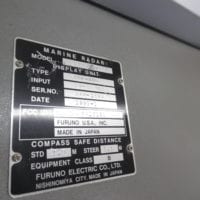 MARINE RADAR
MODEL
DISPLAY UNIT
TYPE
INPUT
SER. NO.
DATE
FURUNO U.S.A., INC.
MADE IN JAPAN
COMPASS SAFE DISTANCE
STD STEER
EQUIPMENT CLASS B
FURUNO ELECTRIC CO., LTD.
NISHINOMIYA CITY, MADE IN JAPAN